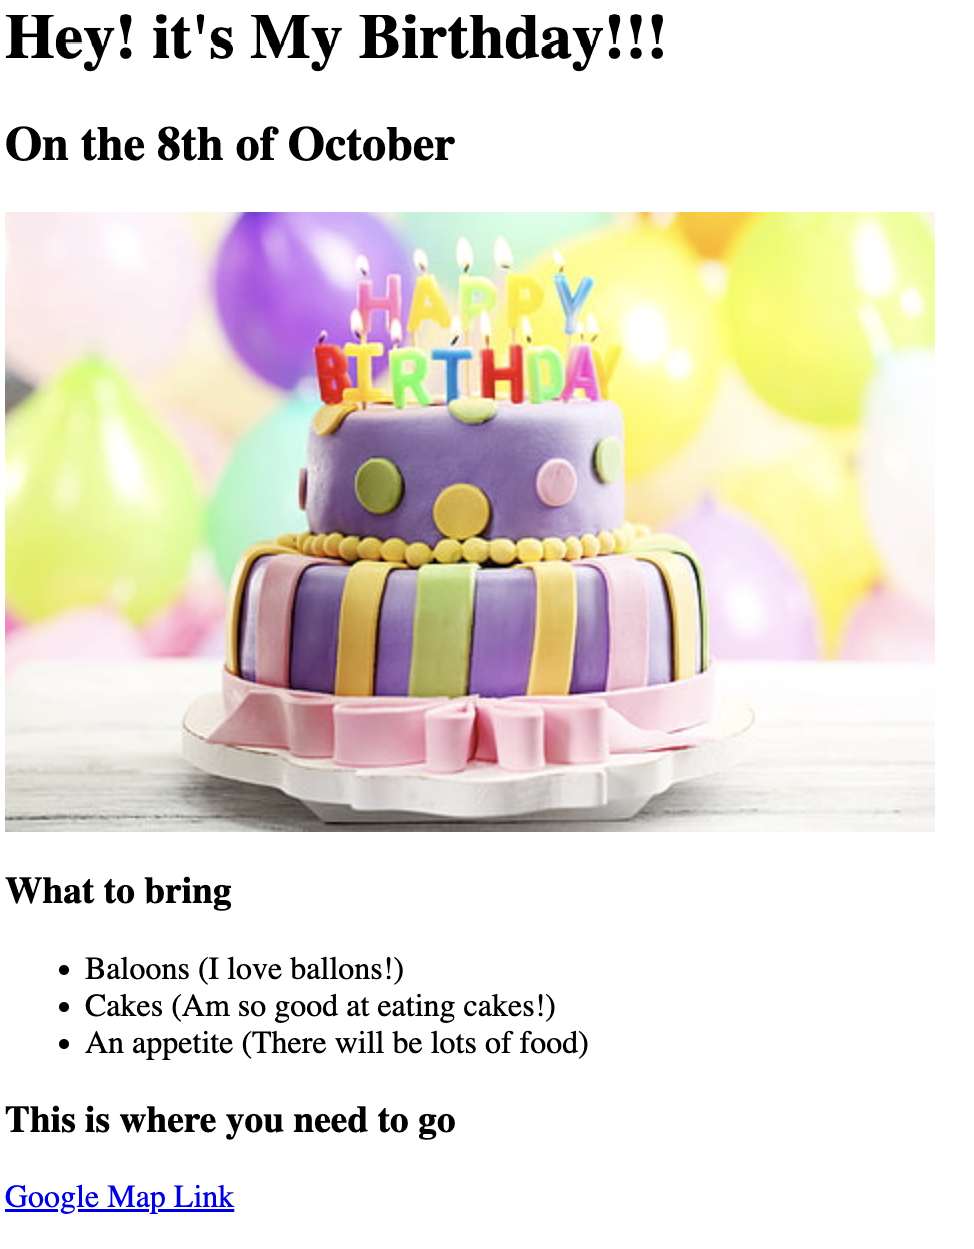 Hey! it's My Birthday!!!
On the 8th of October
HAPPY
BIRTHDAY
What to bring
Baloons (I love ballons!)
Cakes (Am so good at eating cakes!)
An appetite (There will be lots of food)
This is where you need to go
Google Map Link